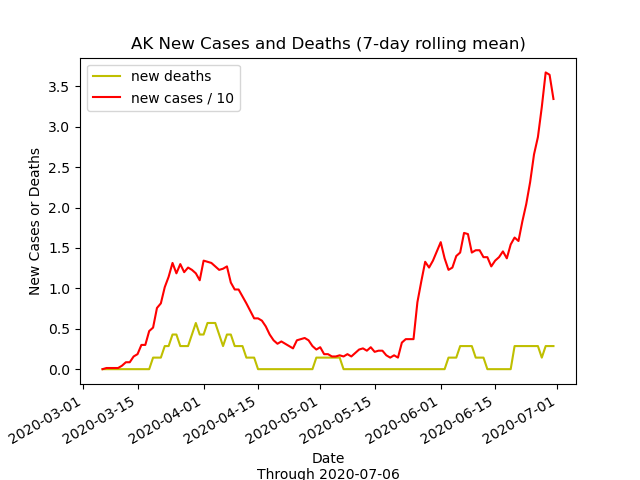 AK New Cases and Deaths (7-day rolling mean)
new deaths
new cases / 10
New Cases or Deaths
3.5
3.0
2.5
2.0
1.5
1.0
0.5
0.0
2020-03-01
2020-03-15
2020-04-01
2020-04-15
2020-05-01
2020-05-15
2020-06-01
2020-06-15
2020-07-01
Date
Through 2020-07-06